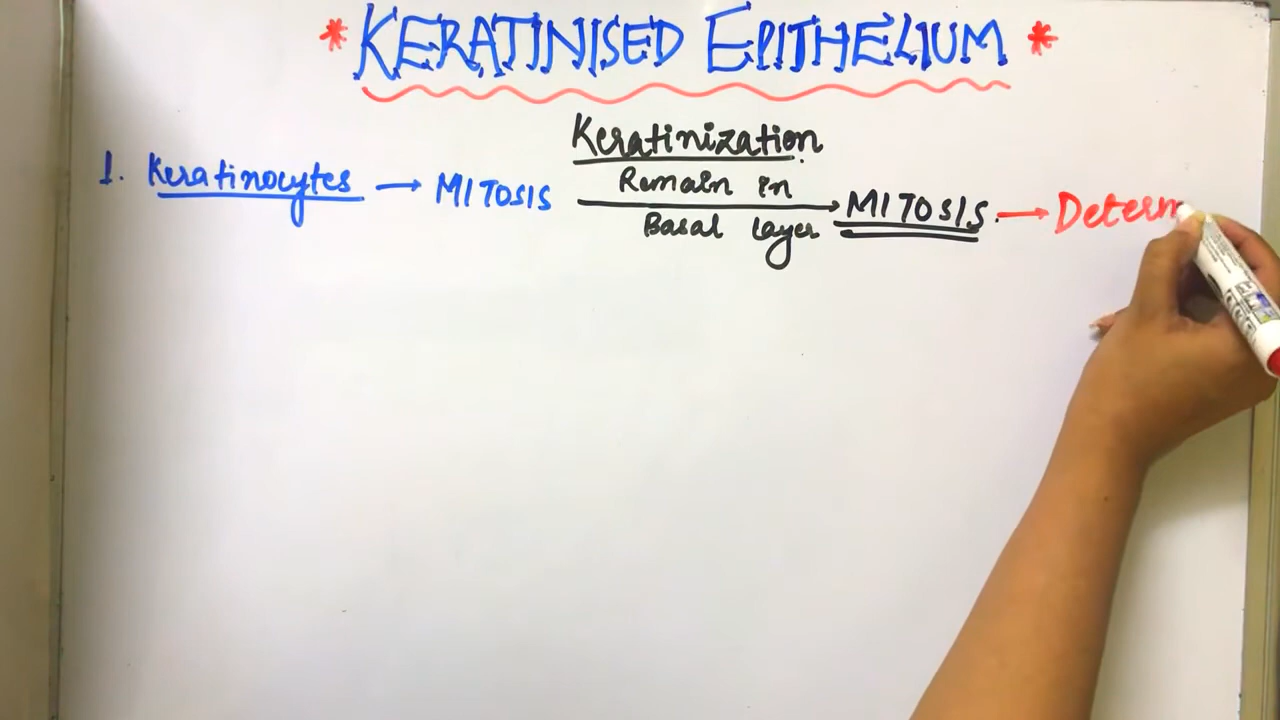 * KERATINISED EPITHELIUM *
Keratinization
1. Keratinocytes → MITOSIS Remain in → MITOSIS. → Determ
Basal layer